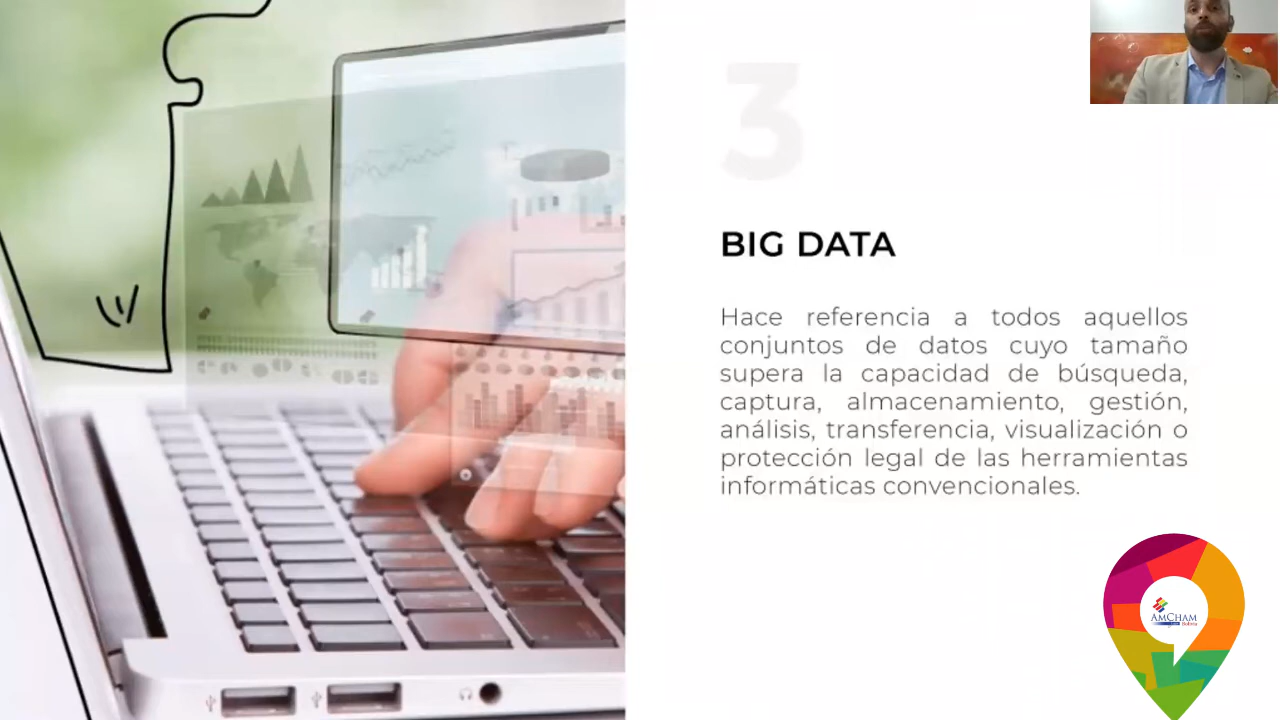 3
BIG DATA
Hace referencia a todos aquellos
conjuntos de datos cuyo tamaño
supera la capacidad de búsqueda,
captura, almacenamiento, gestión,
análisis, transferencia, visualización o
protección legal de las herramientas
informáticas convencionales.
AMCHAM
Bolivia